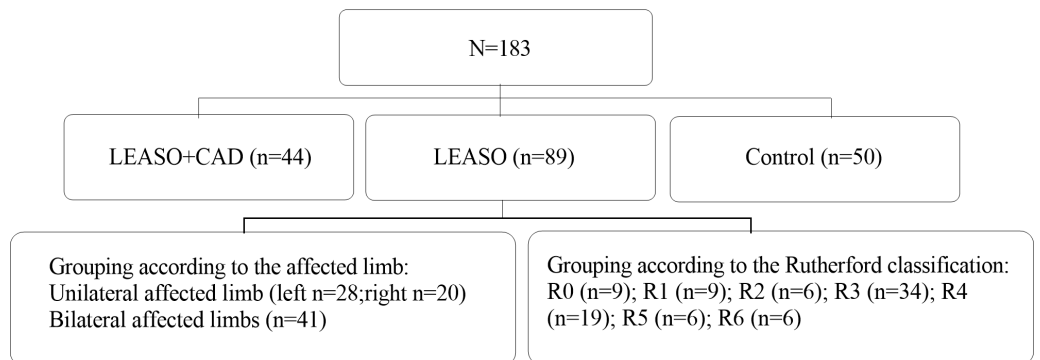 N=183
LEASO+CAD (n=44)
LEASO (n=89)
Control (n=50)
Grouping according to the affected limb:
Unilateral affected limb (left n=28;right n=20)
Bilateral affected limbs (n=41)
Grouping according to the Rutherford classification:
R0 (n=9); R1 (n=9); R2 (n=6); R3 (n=34); R4
(n=19); R5 (n=6); R6 (n=6)